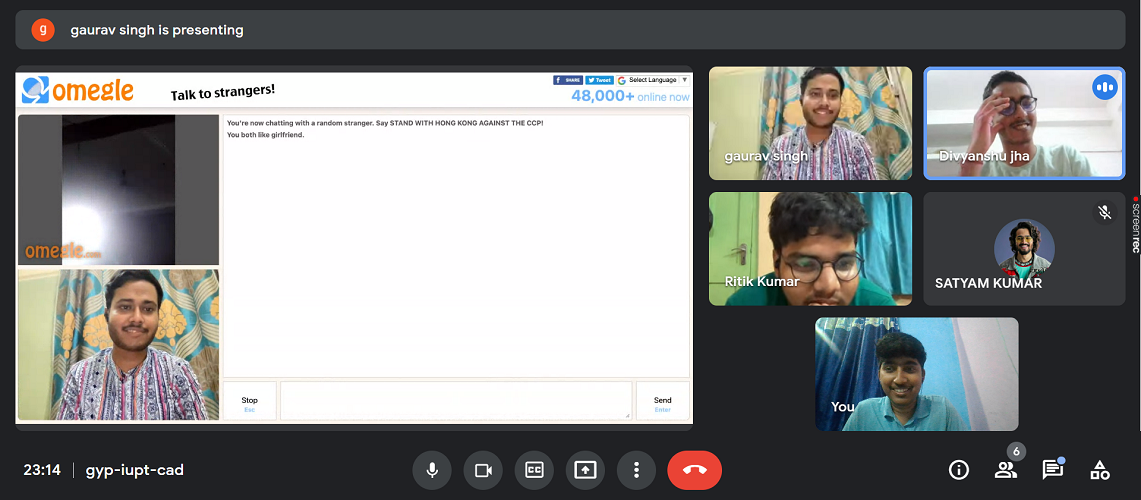 g
gaurav singh is presenting
omegle
Talk to strangers!
f SHARE
Tweet
G Select Language ▼
48,000+ online now
You're now chatting with a random stranger. Say STAND WITH HONG KONG AGAINST THE CCP!
You both like girlfriend.
omegle.com
Stop
Esc
Send
Enter
gaurav singh
Divyanshu jha
Ritik Kumar
SATYAM KUMAR
You
screenrec
23:14 | gyp-iupt-cad
CC
6